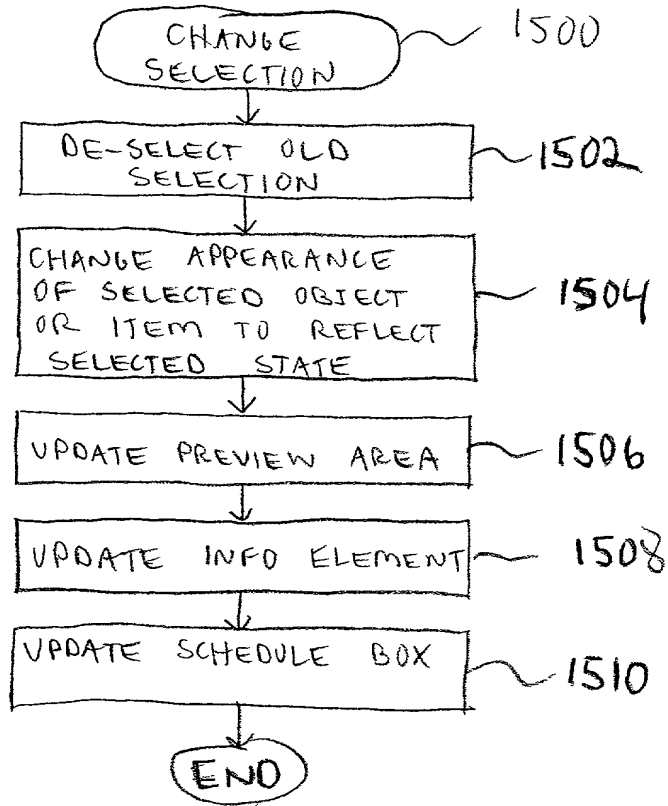 CHANGE
SELECTION
1500
DE-SELECT OLD
SELECTION
1502
CHANGE APPEARANCE
OF SELECTED OBJECT
OR ITEM TO REFLECT
SELECTED STATE
1504
UPDATE PREVIEW AREA
1506
UPDATE INFO ELEMENT
1508
UPDATE SCHEDULE BOX
1510
END